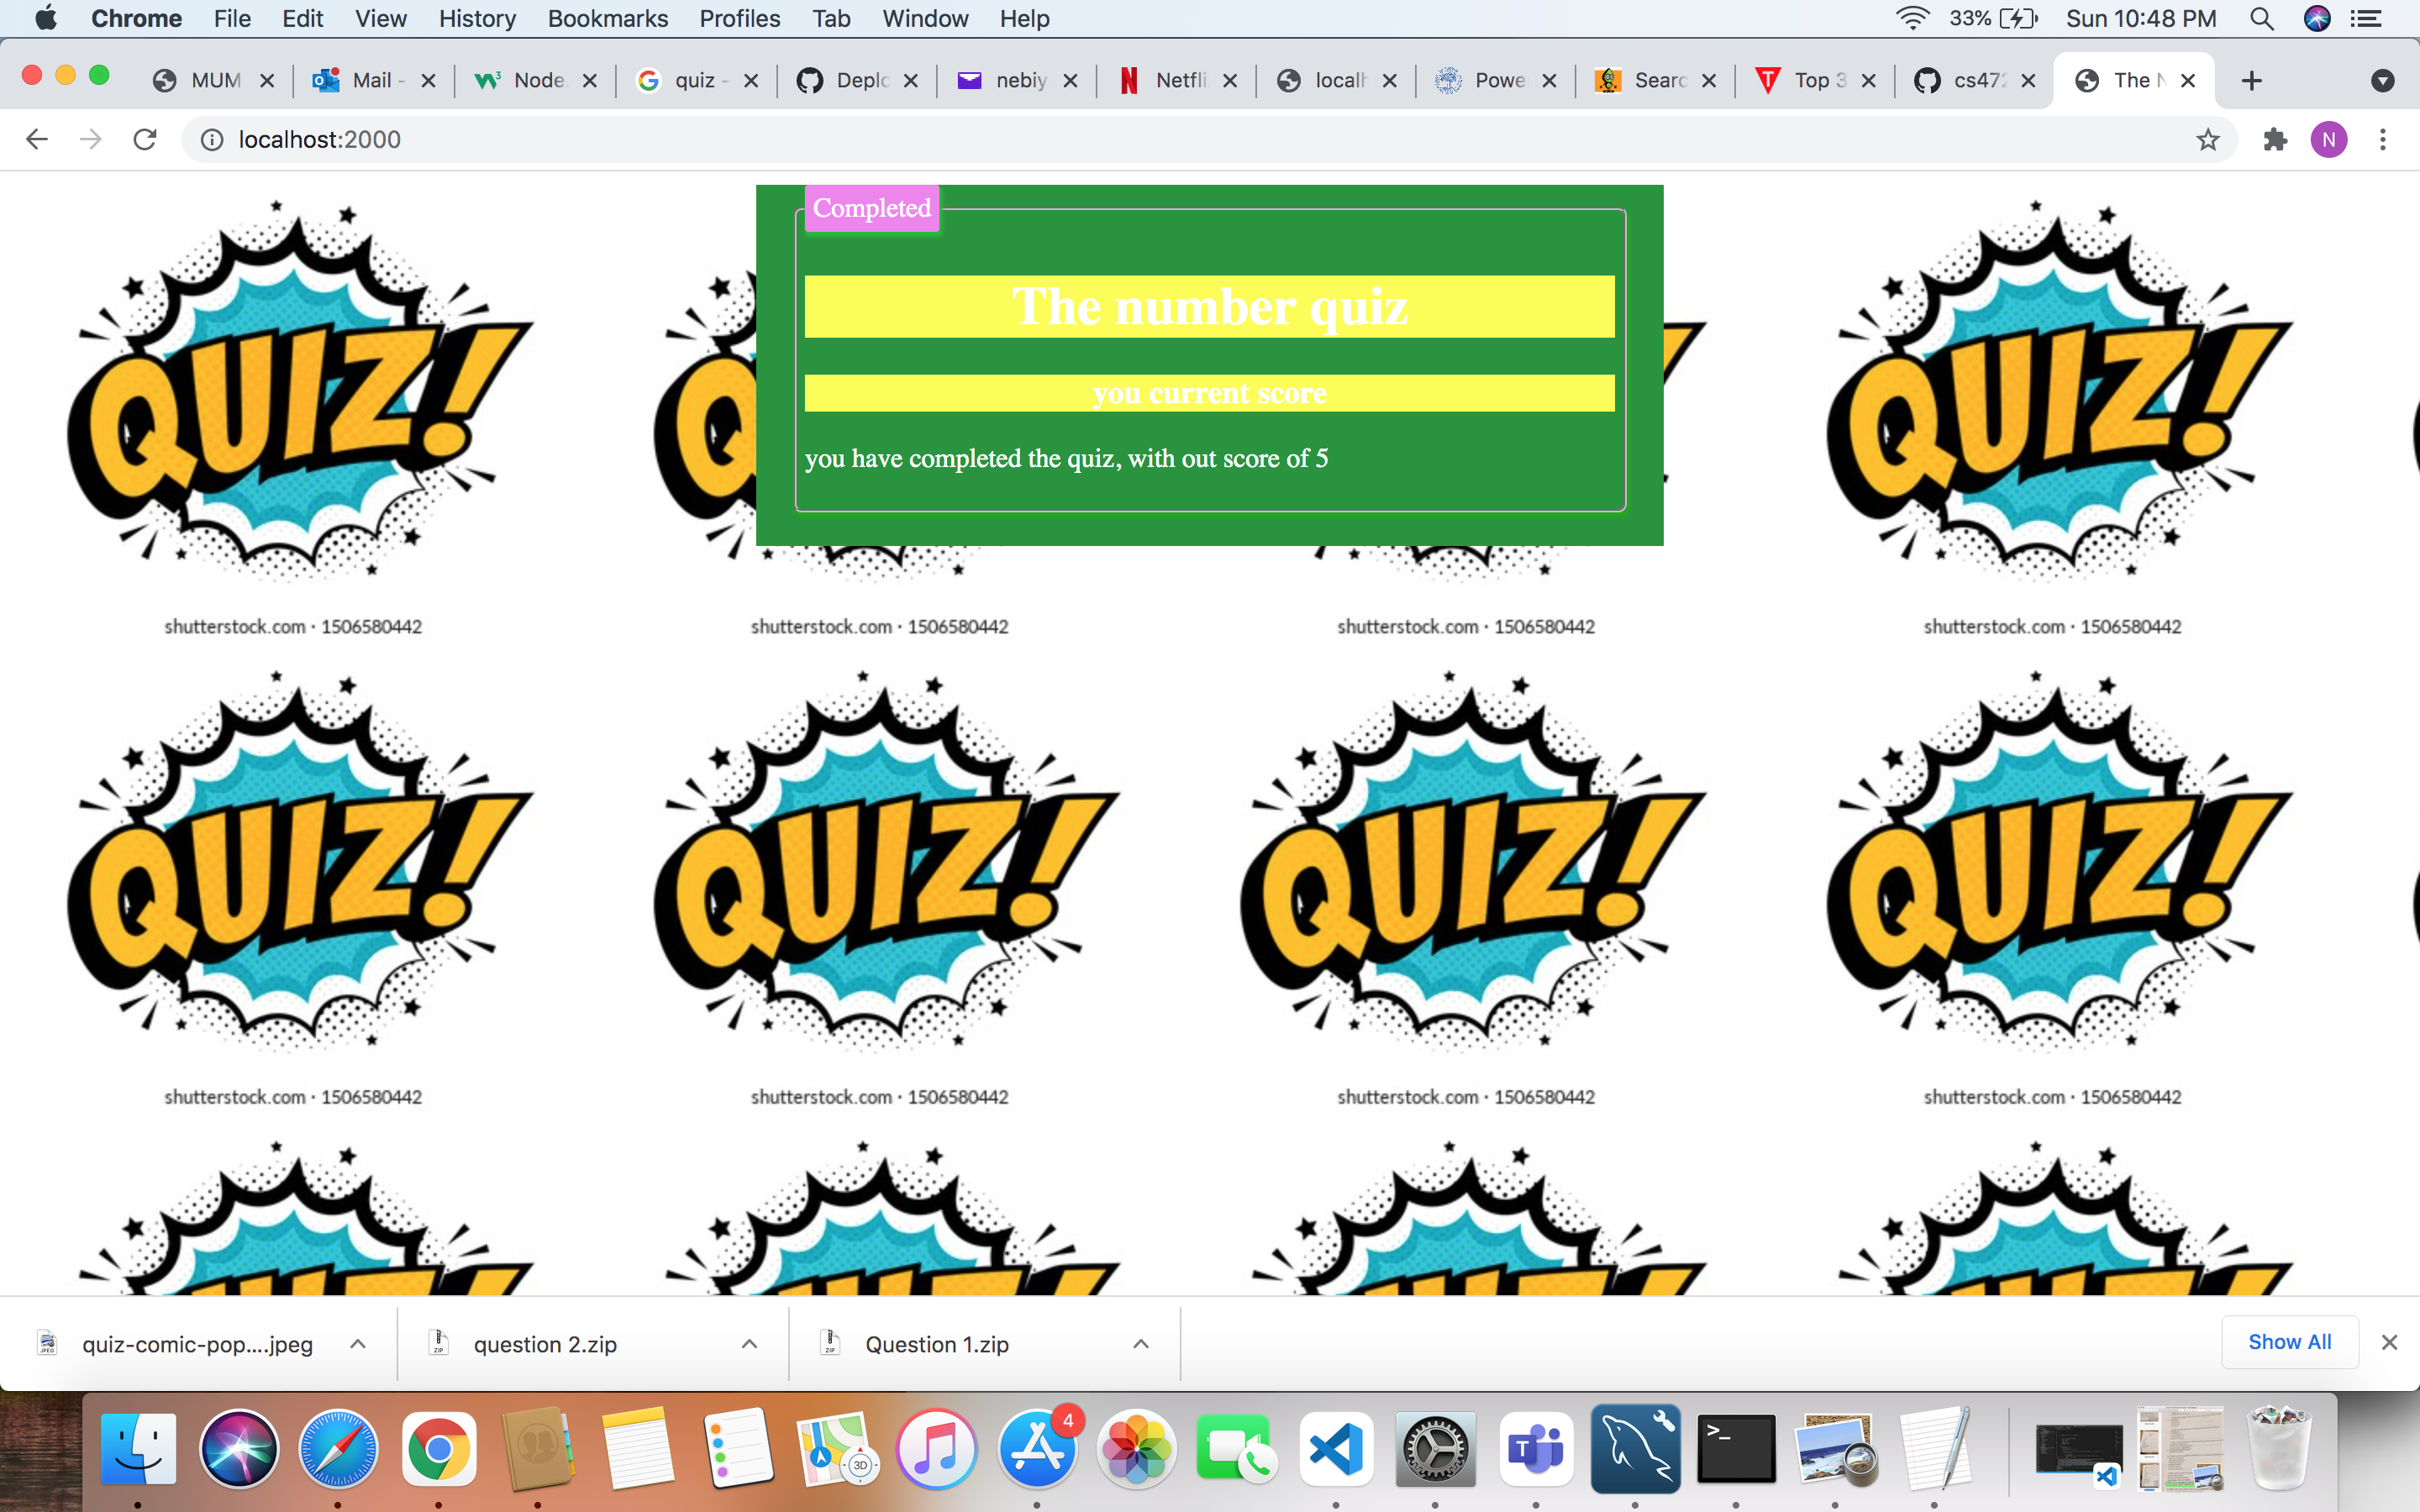 Chrome File Edit View History Bookmarks Profiles Tab Window Help 33% Sun 10:48 PM
MUM Mail - Node. quiz - Deplo nebiy Netfli localh Power Searc Top 3 cs472 The N
localhost:2000 N
Completed
The number quiz
you current score
you have completed the quiz, with out score of 5
QUIZ! QUIZ!
shutterstock.com · 1506580442 shutterstock.com · 1506580442 shutterstock.com · 1506580442 shutterstock.com · 1506580442
QUIZ! QUIZ! QUIZ! QUIZ!
shutterstock.com · 1506580442 shutterstock.com · 1506580442 shutterstock.com · 1506580442 shutterstock.com · 1506580442
quiz-comic-pop....jpeg question 2.zip Question 1.zip Show All
4
3D